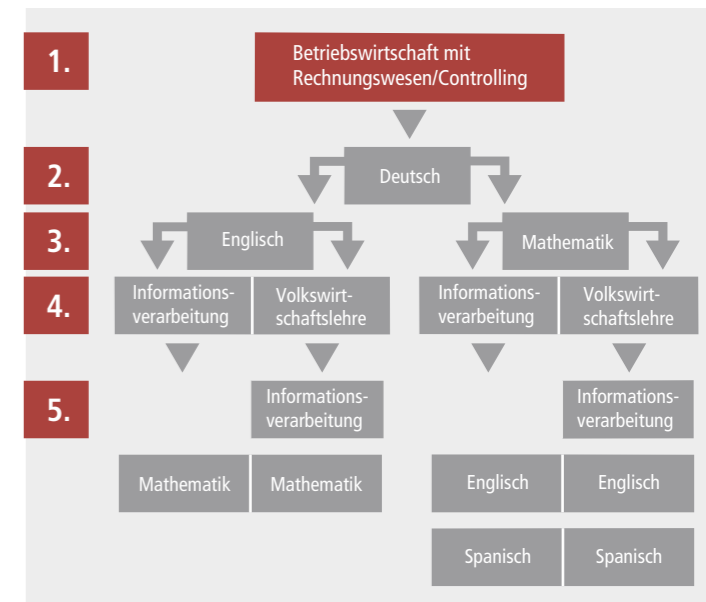 1.
Betriebswirtschaft mit
Rechnungswesen/Controlling
2.
Deutsch
3.
Englisch
Mathematik
4.
Informations-
verarbeitung
Volkswirt-
schaftslehre
Informations-
verarbeitung
Volkswirt-
schaftslehre
5.
Informations-
verarbeitung
Informations-
verarbeitung
Mathematik
Mathematik
Englisch
Englisch
Spanisch
Spanisch